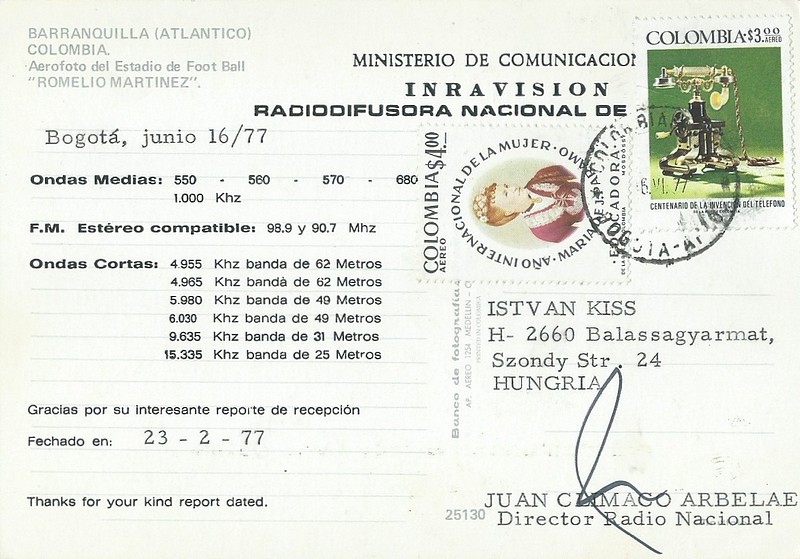 BARRANQUILLA (ATLANTICO)
COLOMBIA.
Aerofoto del Estadio de Foot Ball
"ROMELIO MARTINEZ".
MINISTERIO DE COMUNICACION
INRAVISION
RADIODIFUSORA NACIONAL DE
COLOMBIA $3.00
AEREO
CENTENARIO DE LA INVENCION DEL TELEFONO
COLOMBIA $4.00
AEREO
AÑO INTERNACIONAL DE LA MUJER
Bogotá, junio 16/77
Ondas Medias: 550 - 560 - 570 - 680
1.000 Khz
F.M. Estéreo compatible: 98.9 y 90.7 Mhz
Ondas Cortas: 4.955 Khz banda de 62 Metros
4.965 Khz banda de 62 Metros
5.980 Khz banda de 49 Metros
6.030 Khz banda de 49 Metros
9.635 Khz banda de 31 Metros
15.335 Khz banda de 25 Metros
Gracias por su interesante reporte de recepción
Fechado en: 23 - 2 - 77
Thanks for your kind report dated.
Banco de fotografías
ISTVAN KISS
H- 2660 Balassagyarmat,
Szondy Str. 24
HUNGRIA
JUAN CLIMACO ARBELAE
25130 Director Radio Nacional